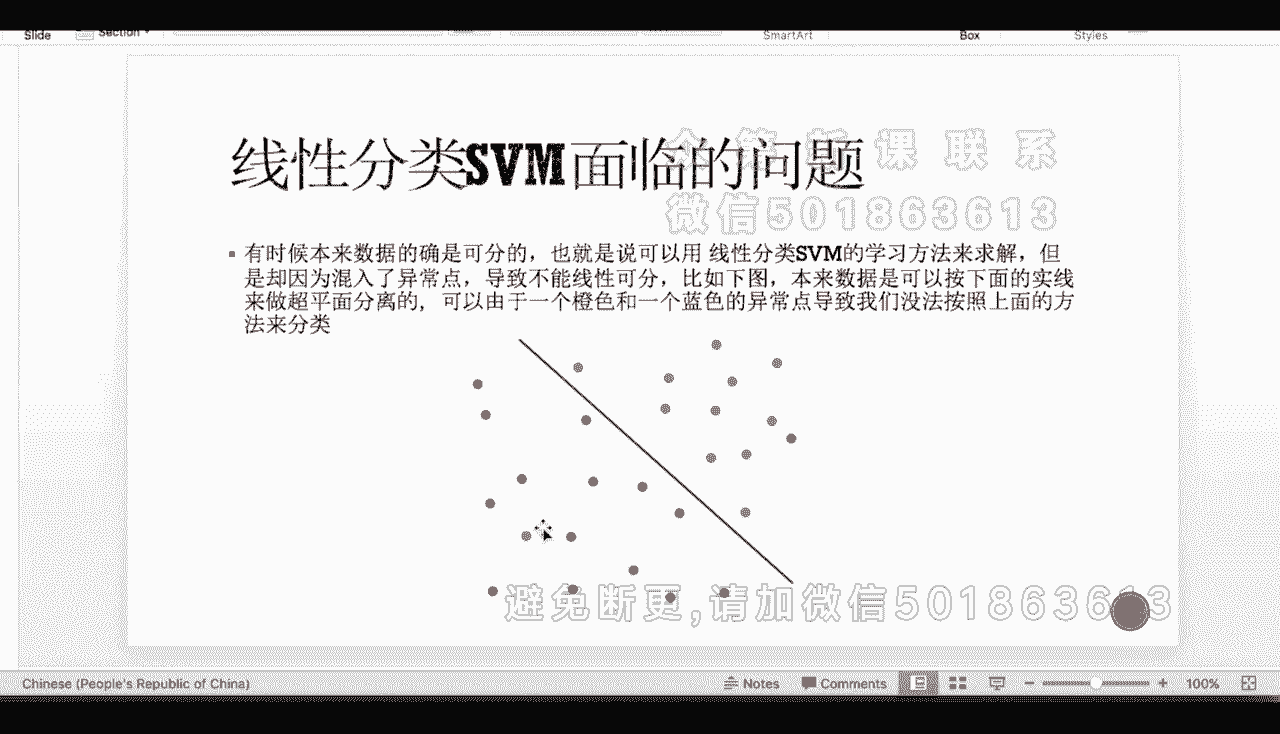 Slide
Section
SmartArt
Box
Styles
线性分类SVM面临的问题
课联系
微信501863613
有时候本来数据的确是可分的，也就是说可以用 线性分类SVM的学习方法来求解，但
是却因为混入了异常点，导致不能线性可分，比如下图，本来数据是可以按下面的实线
来做超平面分离的，可以由于一个橙色和一个蓝色的异常点导致我们没法按照上面的方
法来分类
避免断更,请加微信501863613
Chinese (People's Republic of China)
Notes
Comments
100%